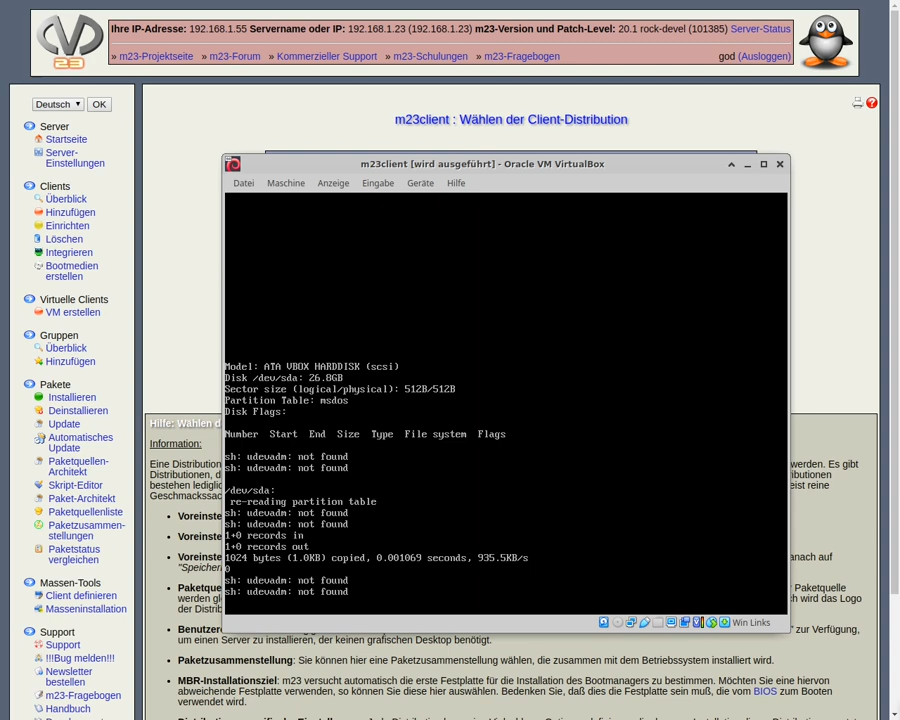 Ihre IP-Adresse: 192.168.1.55 Servername oder IP: 192.168.1.23 (192.168.1.23) m23-Version und Patch-Level: 20.1 rock-devel (101385) Server-Status
» m23-Projektseite » m23-Forum » Kommerzieller Support » m23-Schulungen » m23-Fragebogen god (Ausloggen)
23
Deutsch OK
Server
Startseite
Server-
Einstellungen
Clients
Überblick
Hinzufügen
Einrichten
Löschen
Integrieren
Bootmedien
erstellen
Virtuelle Clients
VM erstellen
Gruppen
Überblick
Hinzufügen
Pakete
Installieren
Deinstallieren
Update
Automatisches
Update
Paketquellen-
Architekt
Skript-Editor
Paket-Architekt
Paketquellenliste
Paketzusammen-
stellungen
Paketstatus
vergleichen
Massen-Tools
Client definieren
Masseninstallation
Support
Support
!!!Bug melden!!!
Newsletter
bestellen
m23-Fragebogen
Handbuch
m23client : Wählen der Client-Distribution
m23client [wird ausgeführt] - Oracle VM VirtualBox
Datei Maschine Anzeige Eingabe Geräte Hilfe
Model: ATA VBOX HARDDISK (scsi)
Disk /dev/sda: 26.8GB
Sector size (logical/physical): 512B/512B
Partition Table: msdos
Disk Flags:
Number Start End Size Type File system Flags
sh: udevadm: not found
sh: udevadm: not found
/dev/sda:
re-reading partition table
sh: udevadm: not found
sh: udevadm: not found
1+0 records in
1+0 records out
1024 bytes (1.0KB) copied, 0.001069 seconds, 935.5KB/s
0
sh: udevadm: not found
sh: udevadm: not found
Win Links
Hilfe: Wählen d
Information:
Eine Distribution werden. Es gibt
Distributionen, d ributionen
bestehen lediglic eist reine
Geschmackssac
• Voreinste
• Voreinste
• Voreinste anach auf
"Speichern
• Paketque r Paketquelle
werden gle ch wird das Logo
der Distrib
• Benutzero " zur Verfügung,
um einen Server zu installieren, der keinen grafischen Desktop benötigt.
• Paketzusammenstellung: Sie können hier eine Paketzusammenstellung wählen, die zusammen mit dem Betriebssystem installiert wird.
• MBR-Installationsziel: m23 versucht automatisch die erste Festplatte für die Installation des Bootmanagers zu bestimmen. Möchten Sie eine hiervon
abweichende Festplatte verwenden, so können Sie diese hier auswählen. Bedenken Sie, daß dies die Festplatte sein muß, die vom BIOS zum Booten
verwendet wird.